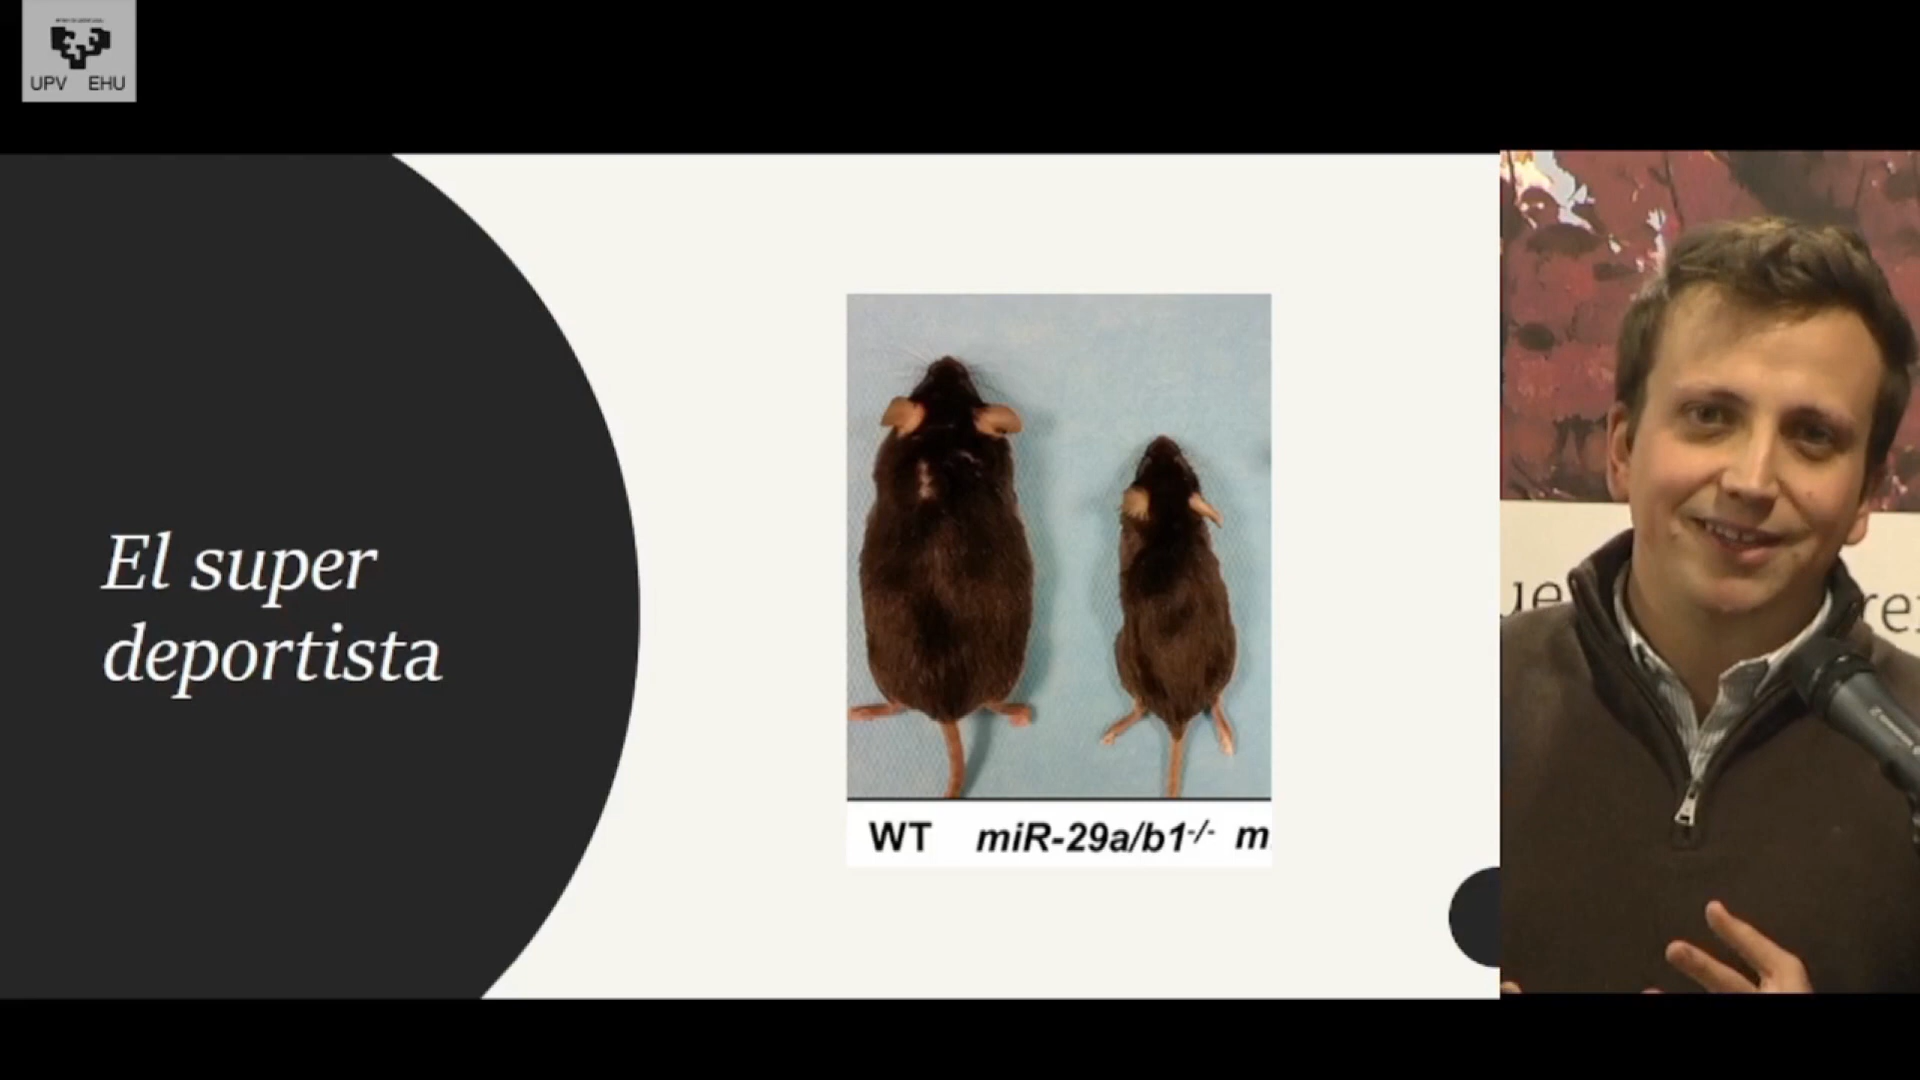 UPV EHU
El super
deportista
WT miR-29a/b1-/- m